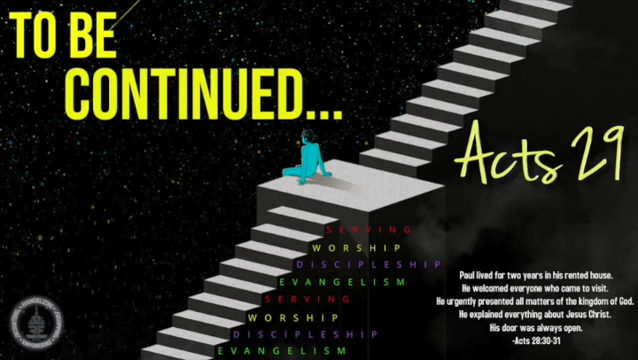 TO BE
CONTINUED...
Acts 29
SERVING
WORSHIP
DISCIPLESHIP
EVANGELISM
SERVING
WORSHIP
DISCIPLESHIP
EVANGELISM
Paul lived for two years in his rented house.
He welcomed everyone who came to visit.
He urgently presented all matters of the kingdom of God.
He explained everything about Jesus Christ.
His door was always open.
-Acts 28:30-31